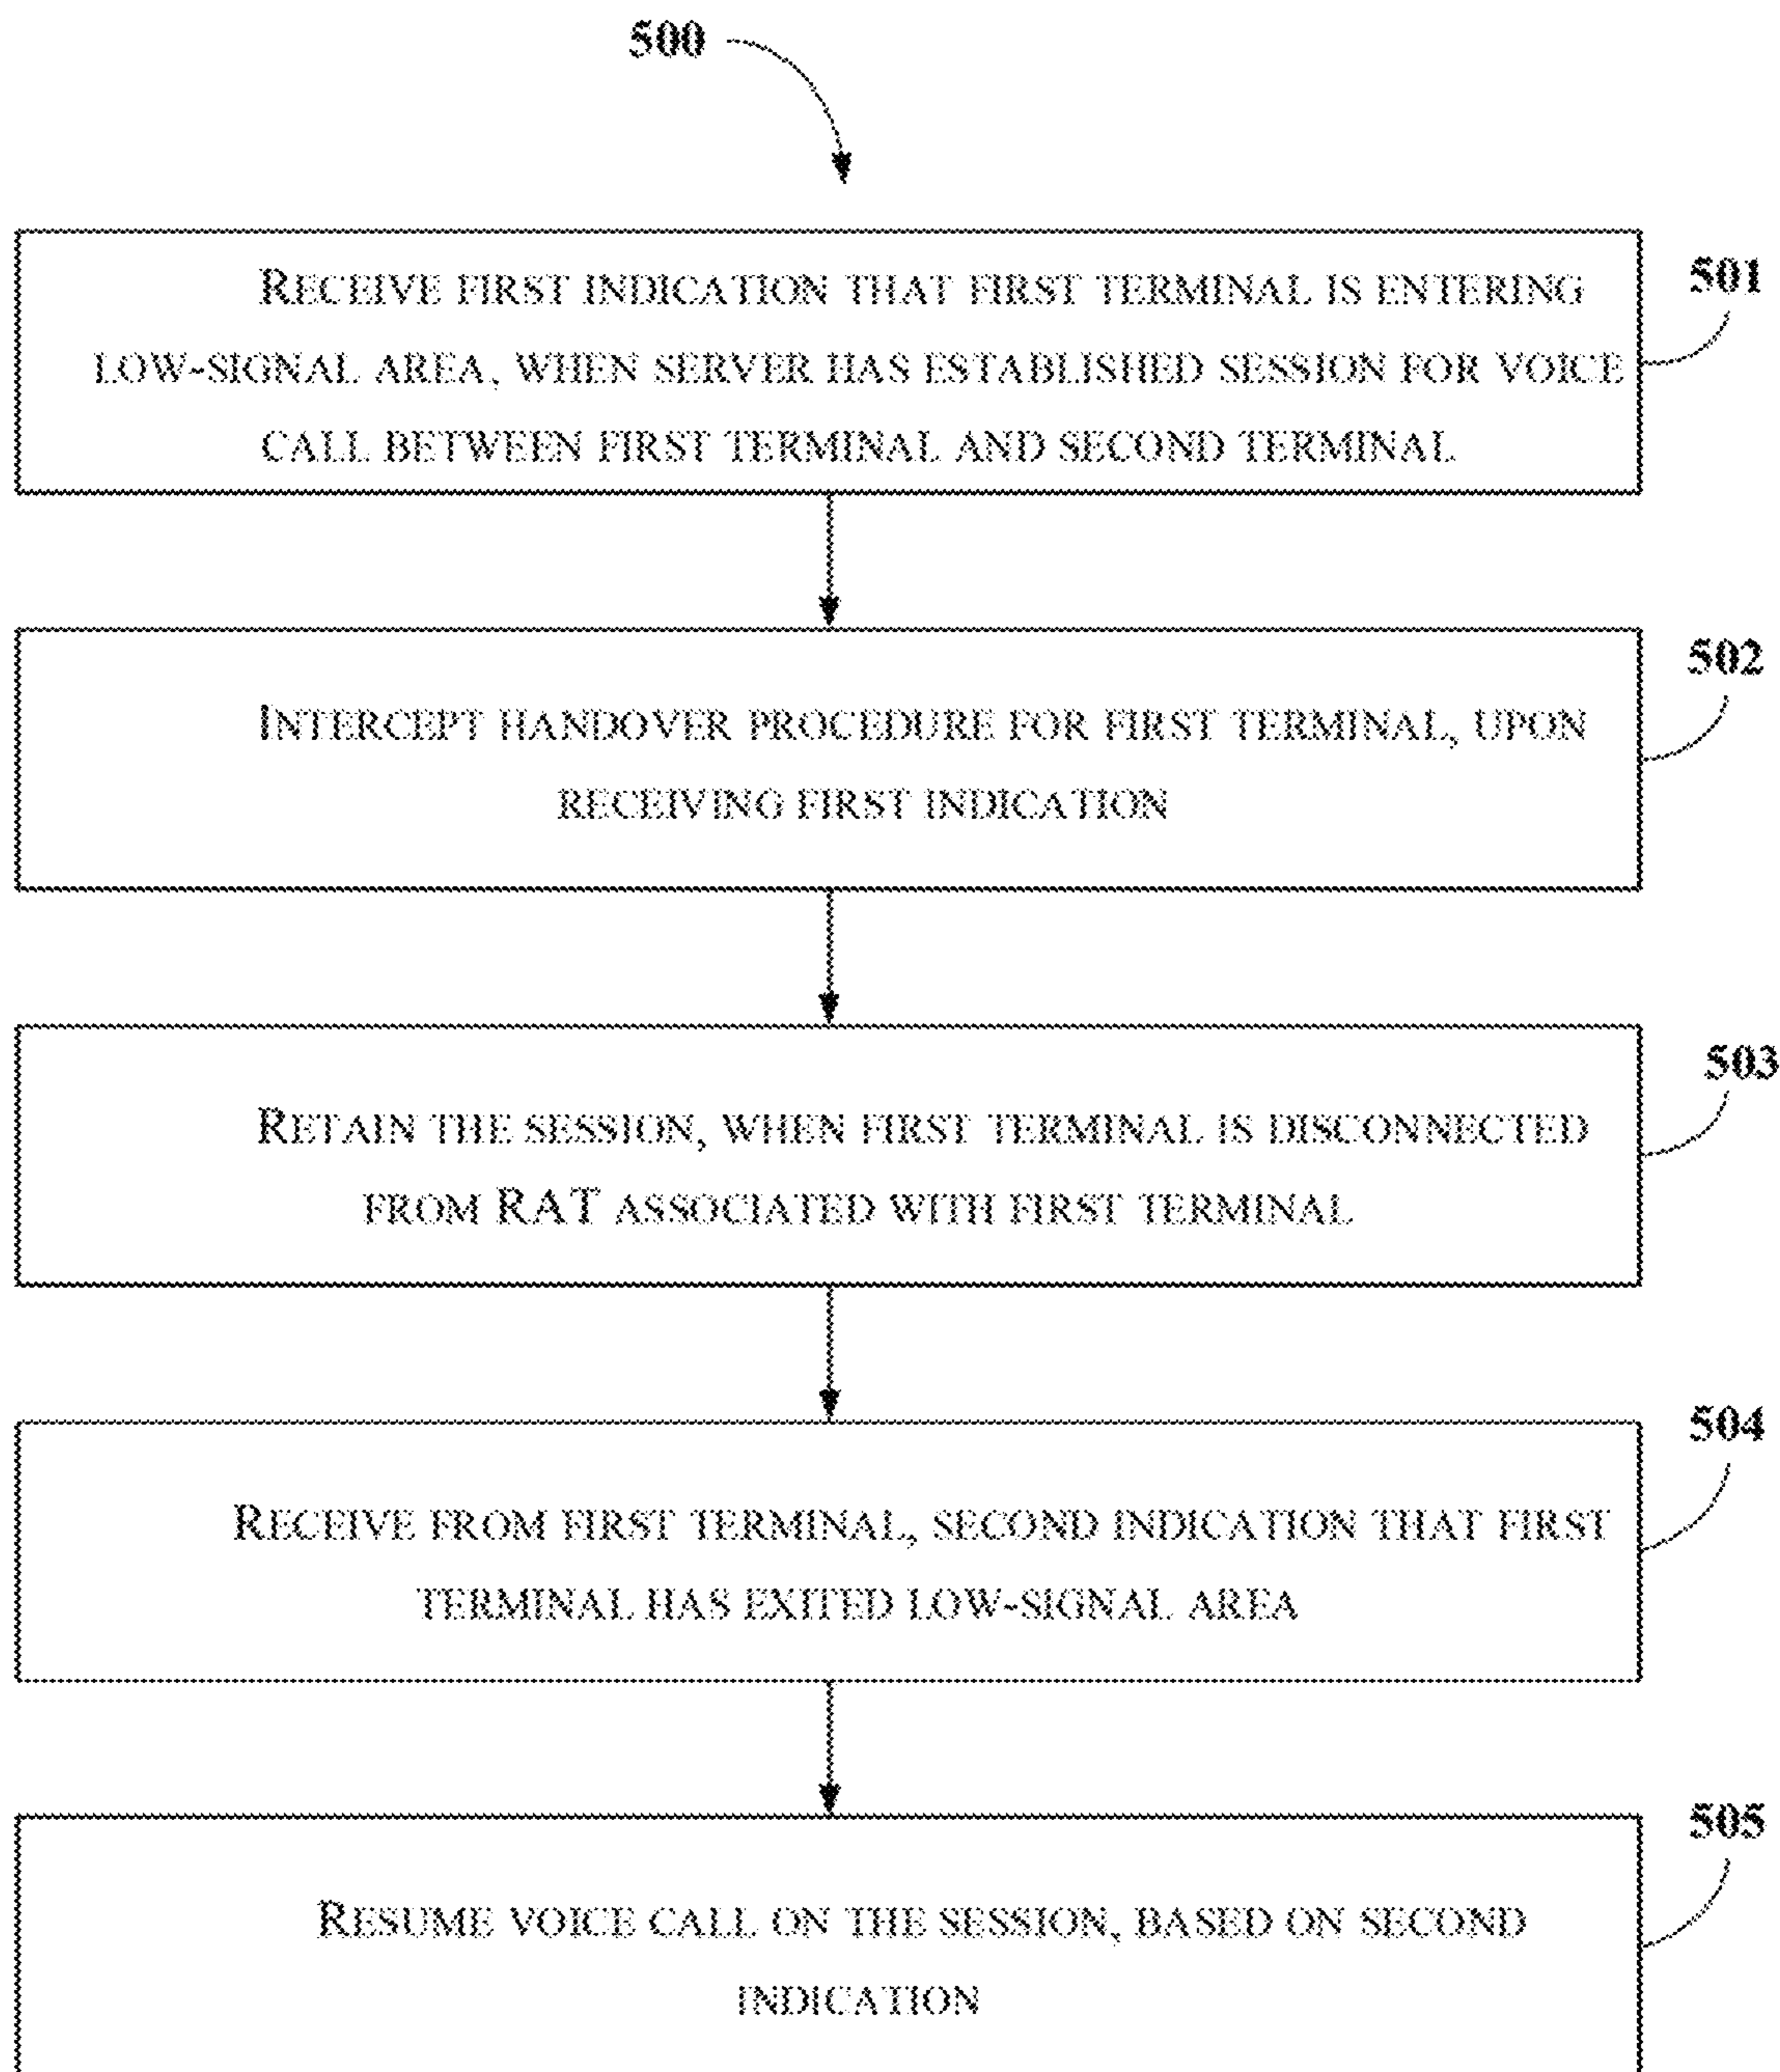 500
RECEIVE FIRST INDICATION THAT FIRST TERMINAL IS ENTERING
LOW-SIGNAL AREA, WHEN SERVER HAS ESTABLISHED SESSION FOR VOICE
CALL BETWEEN FIRST TERMINAL AND SECOND TERMINAL
501
INTERCEPT HANDOVER PROCEDURE FOR FIRST TERMINAL, UPON
RECEIVING FIRST INDICATION
502
RETAIN THE SESSION, WHEN FIRST TERMINAL IS DISCONNECTED
FROM RAT ASSOCIATED WITH FIRST TERMINAL
503
RECEIVE FROM FIRST TERMINAL, SECOND INDICATION THAT FIRST
TERMINAL HAS EXITED LOW-SIGNAL AREA
504
RESUME VOICE CALL ON THE SESSION, BASED ON SECOND
INDICATION
505